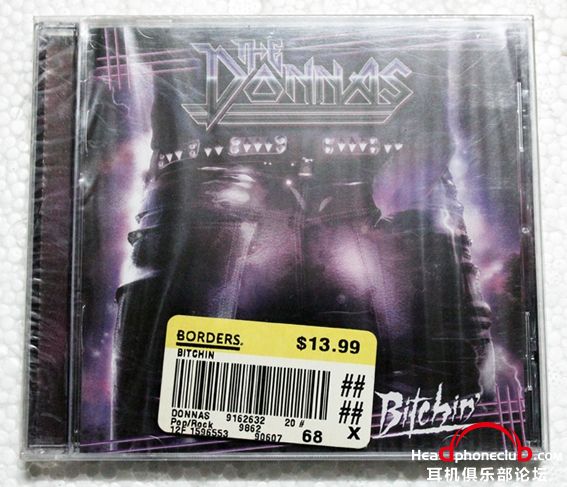 THE
DONNAS
BORDERS. $13.99
BITCHIN
##
##
DONNAS 9162632 20 #
Pop/Rock 9862
12F 1596553 90607 68 X
Bitchin'
Headphoneclub.com
耳机俱乐部论坛